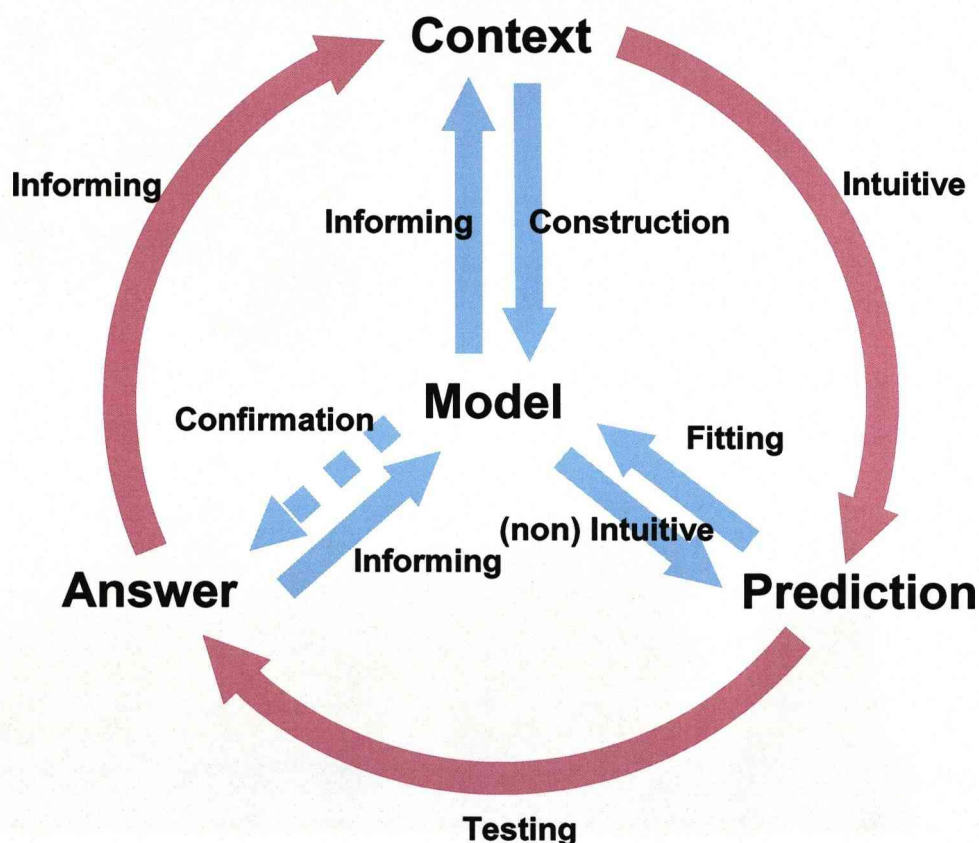 Context
Informing
Intuitive
Informing
Construction
Model
Confirmation
Fitting
(non) Intuitive
Informing
Answer
Prediction
Testing